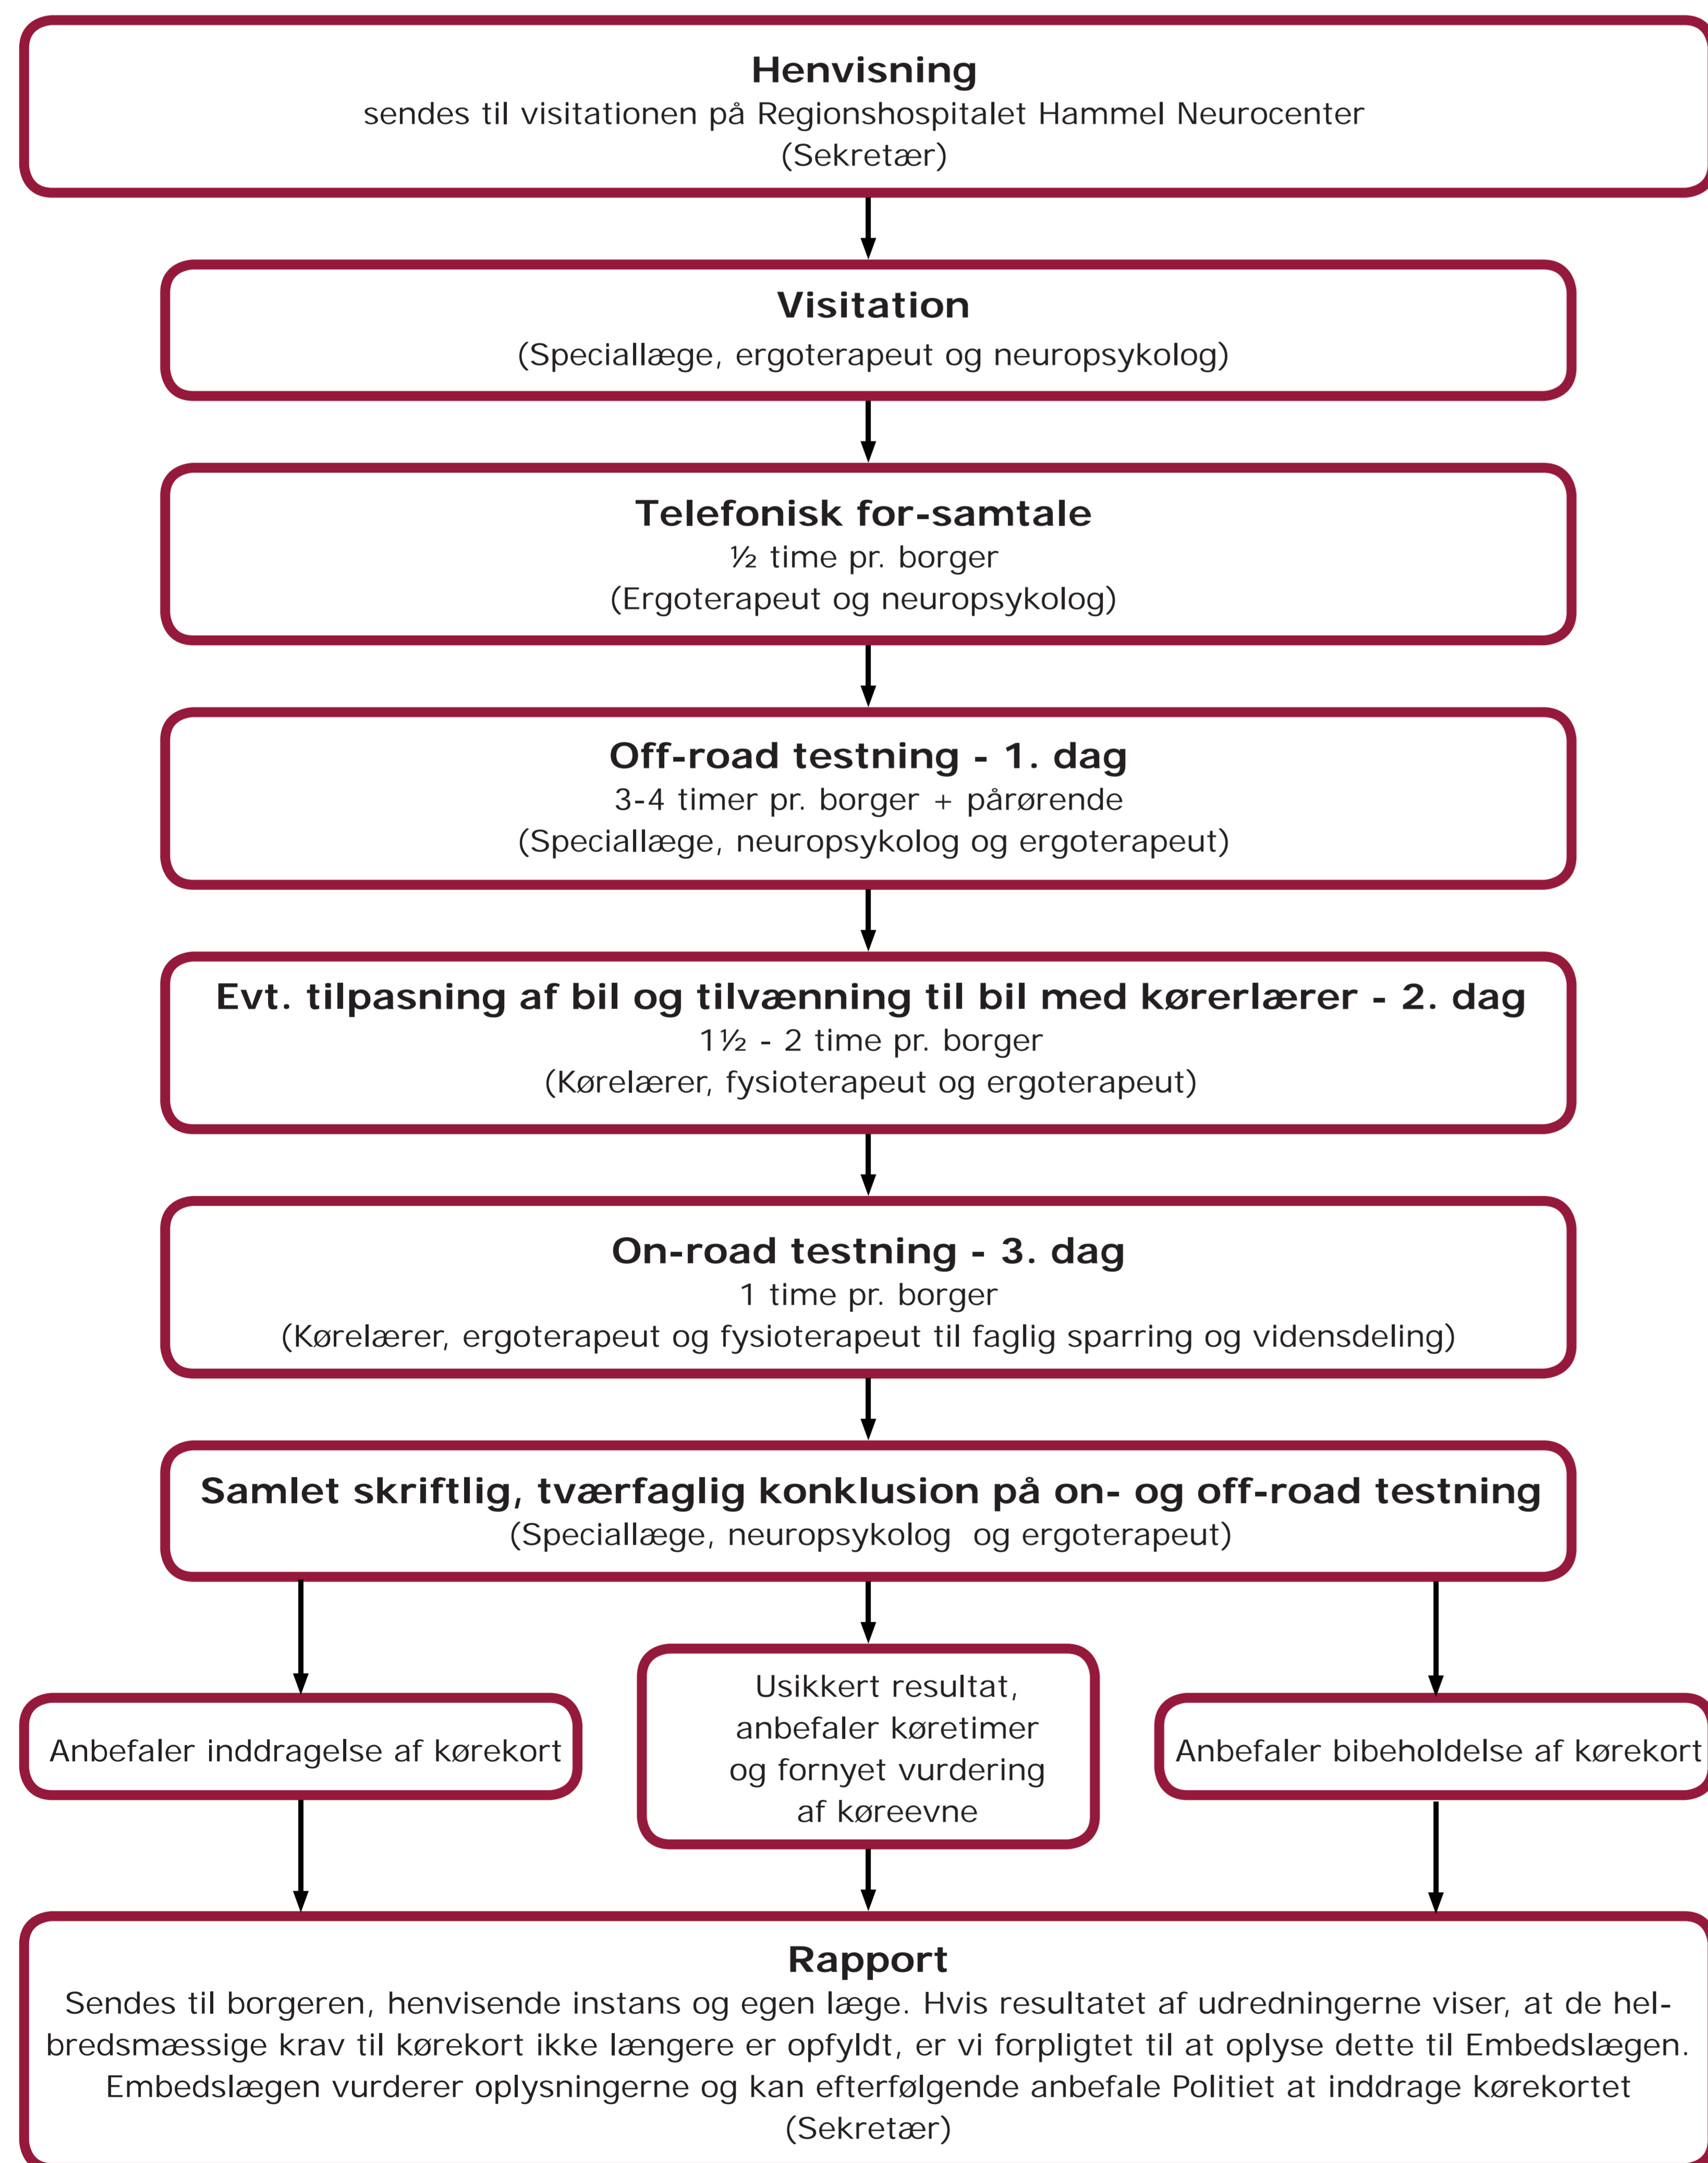 Henvisning
sendes til visitationen på Regionshospitalet Hammel Neurocenter
(Sekretær)
Visitation
(Speciallæge, ergoterapeut og neuropsykolog)
Telefonisk for-samtale
½ time pr. borger
(Ergoterapeut og neuropsykolog)
Off-road testning - 1. dag
3-4 timer pr. borger + pårørende
(Speciallæge, neuropsykolog og ergoterapeut)
Evt. tilpasning af bil og tilvænning til bil med kørerlærer - 2. dag
1½ - 2 time pr. borger
(Kørelærer, fysioterapeut og ergoterapeut)
On-road testning - 3. dag
1 time pr. borger
(Kørelærer, ergoterapeut og fysioterapeut til faglig sparring og vidensdeling)
Samlet skriftlig, tværfaglig konklusion på on- og off-road testning
(Speciallæge, neuropsykolog og ergoterapeut)
Anbefaler inddragelse af kørekort
Usikkert resultat,
anbefaler køretimer
og fornyet vurdering
af køreevne
Anbefaler bibeholdelse af kørekort
Rapport
Sendes til borgeren, henvisende instans og egen læge. Hvis resultatet af udredningerne viser, at de hel-
bredsmæssige krav til kørekort ikke længere er opfyldt, er vi forpligtet til at oplyse dette til Embedslægen.
Embedslægen vurderer oplysningerne og kan efterfølgende anbefale Politiet at inddrage kørekortet
(Sekretær)